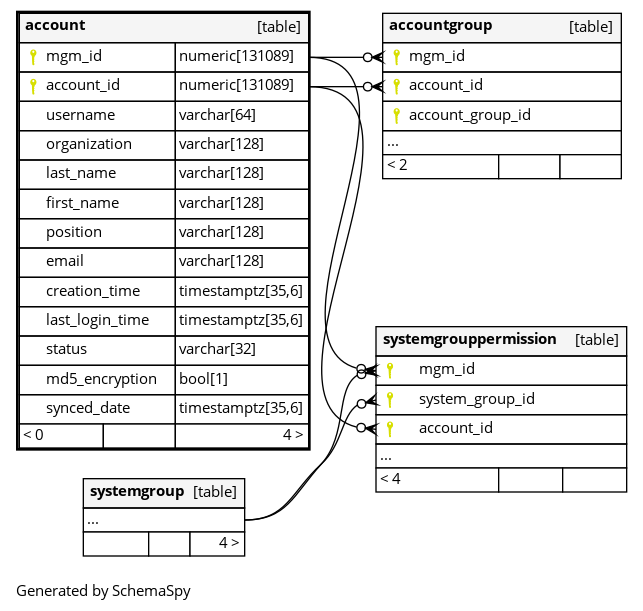 account [table]
mgm_id numeric[131089]
account_id numeric[131089]
username varchar[64]
organization varchar[128]
last_name varchar[128]
first_name varchar[128]
position varchar[128]
email varchar[128]
creation_time timestamptz[35,6]
last_login_time timestamptz[35,6]
status varchar[32]
md5_encryption bool[1]
synced_date timestamptz[35,6]
< 0 4 >
accountgroup [table]
mgm_id
account_id
account_group_id
...
< 2
systemgrouppermission [table]
mgm_id
system_group_id
account_id
...
< 4
systemgroup [table]
...
4 >
Generated by SchemaSpy